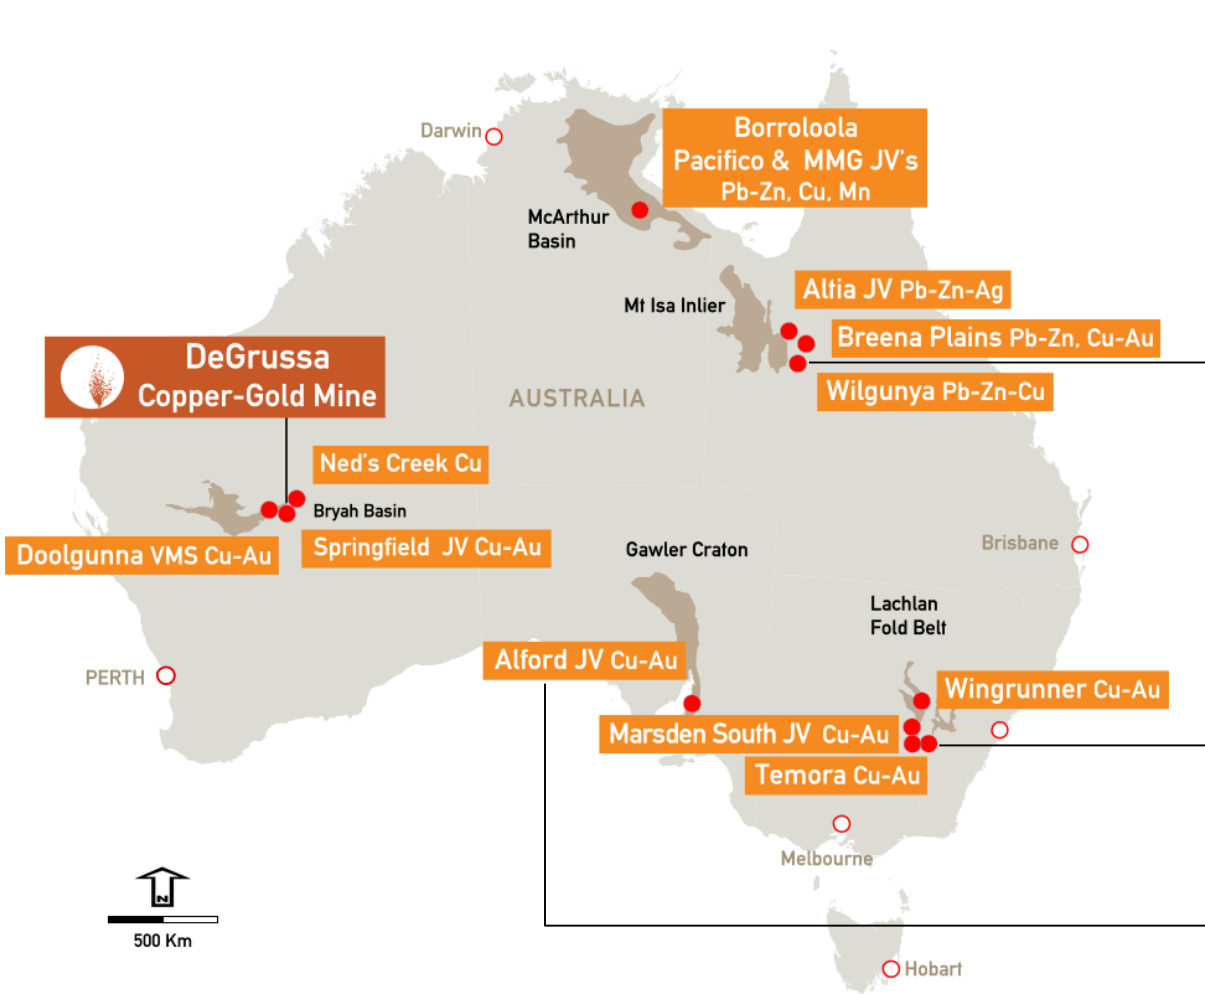 Darwin
Borroloola
Pacifico & MMG JV's
Pb-Zn, Cu, Mn
McArthur
Basin
Mt Isa Inlier
Altia JV Pb-Zn-Ag
Breena Plains Pb-Zn, Cu-Au
Wilgunya Pb-Zn-Cu
DeGrussa
Copper-Gold Mine
AUSTRALIA
Ned's Creek Cu
Bryah Basin
Doolgunna VMS Cu-Au
Springfield JV Cu-Au
Gawler Craton
Brisbane
Lachlan
Fold Belt
Alford JV Cu-Au
PERTH
Wingrunner Cu-Au
Marsden South JV Cu-Au
Temora Cu-Au
Melbourne
N
500 Km
Hobart